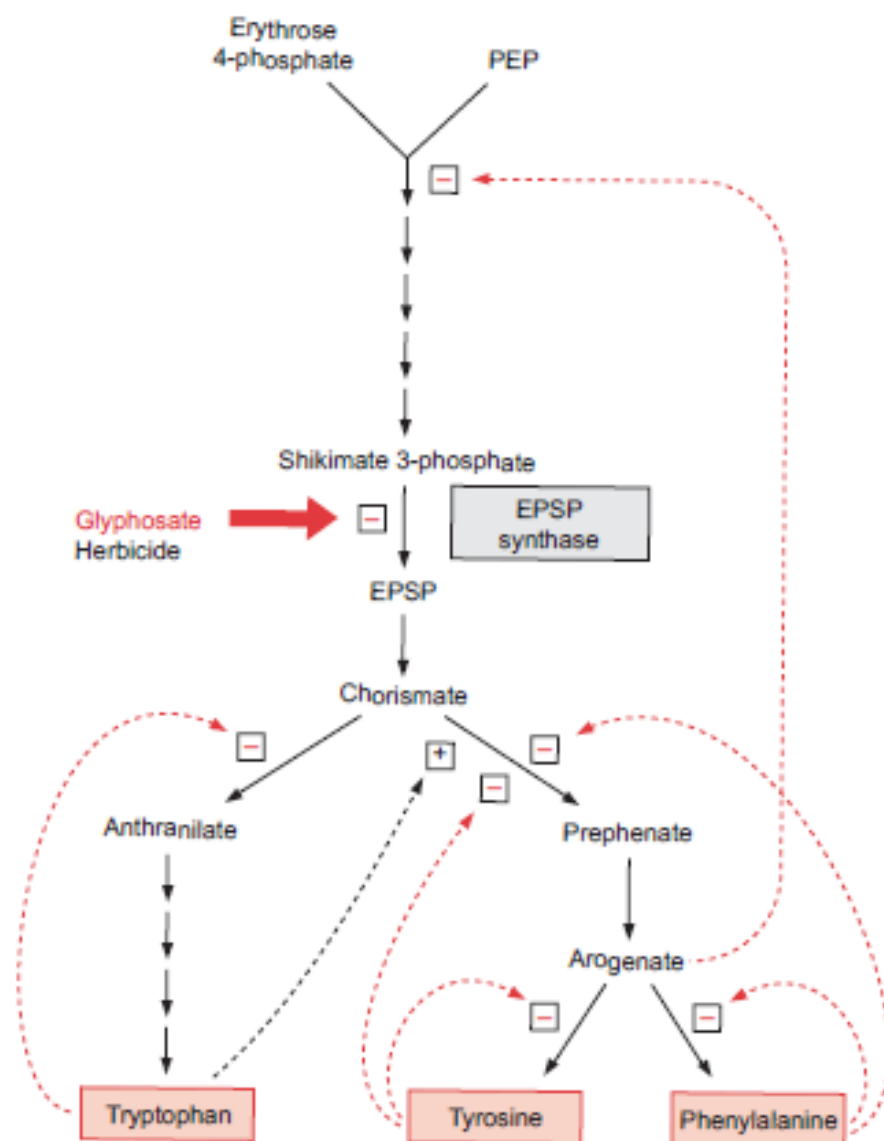 Erythrose
4-phosphate
PEP
−
Shikimate 3-phosphate
Glyphosate
Herbicide
−
EPSP
synthase
EPSP
Chorismate
−
+
−
−
Anthranilate
Prephenate
Arogenate
−
−
Tryptophan
Tyrosine
Phenylalanine